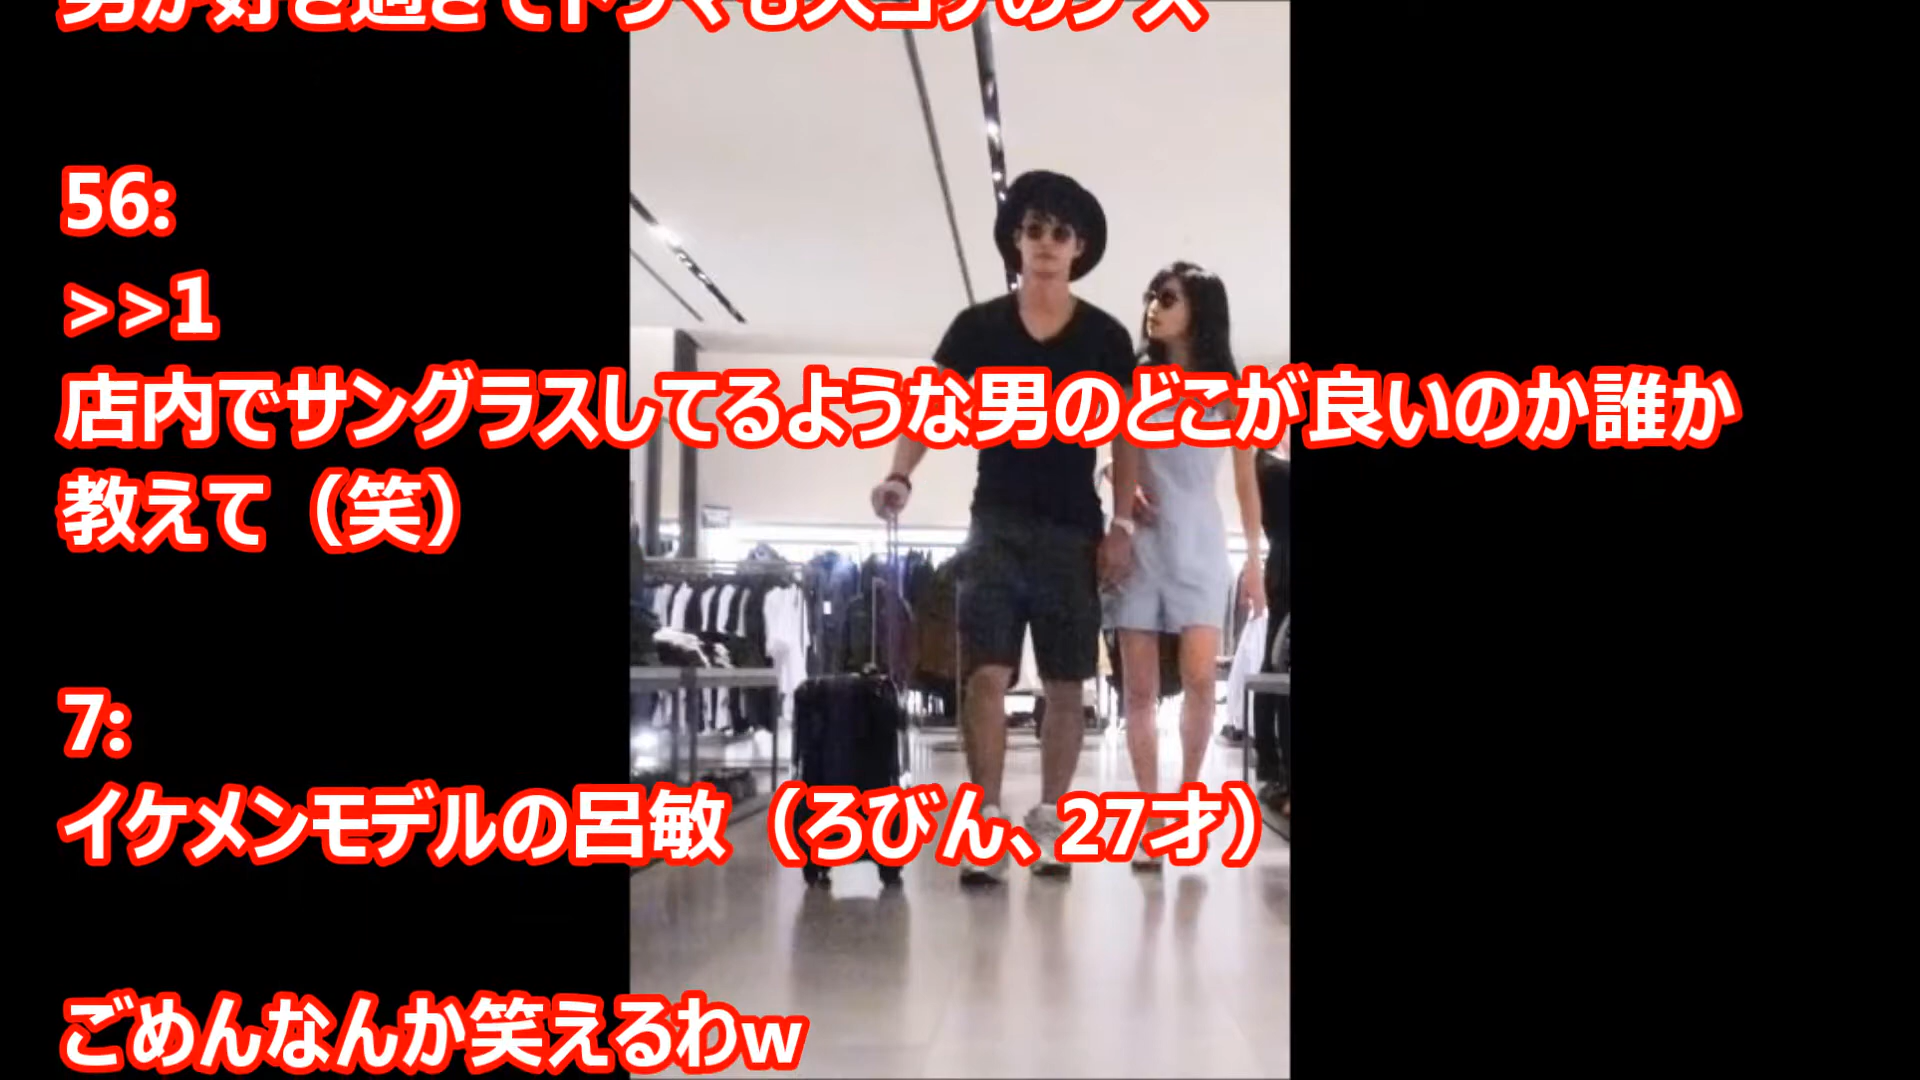 56:
>>1
店内でサングラスしてるような男のどこが良いのか誰か
教えて（笑）
7:
イケメンモデルの呂敏（ろびん、27才）
ごめんなんか笑えるわw